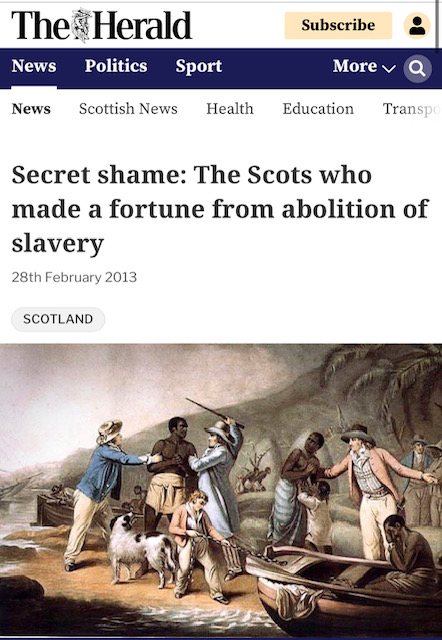 The Herald
Subscribe
News Politics Sport More
News Scottish News Health Education Transpo
Secret shame: The Scots who
made a fortune from abolition of
slavery
28th February 2013
SCOTLAND